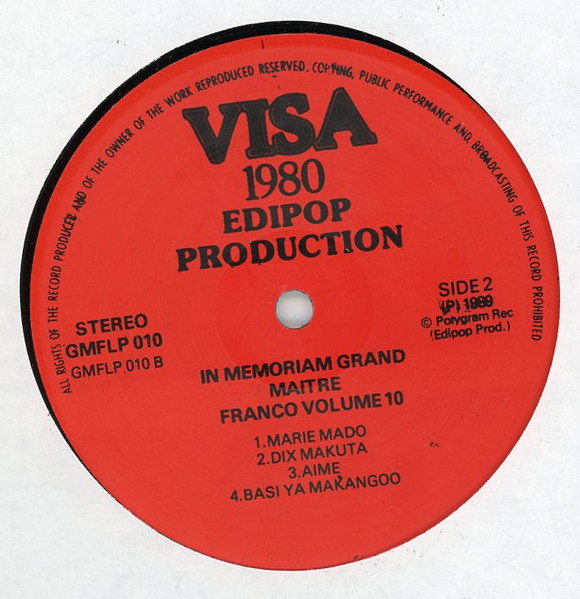 ALL RIGHTS OF THE RECORD PRODUCER AND OF THE OWNER OF THE WORK REPRODUCED RESERVED. COPYING, PUBLIC PERFORMANCE AND BROADCASTING OF THIS RECORD PROHIBITED
VISA
1980
EDIPOP
PRODUCTION
STEREO
GMFLP 010
GMFLP 010 B
SIDE 2
(P) 1989
© Polygram Rec
(Edipop Prod.)
IN MEMORIAM GRAND
MAITRE
FRANCO VOLUME 10
1.MARIE MADO
2.DIX MAKUTA
3.AIME
4.BASI YA MAKANGOO